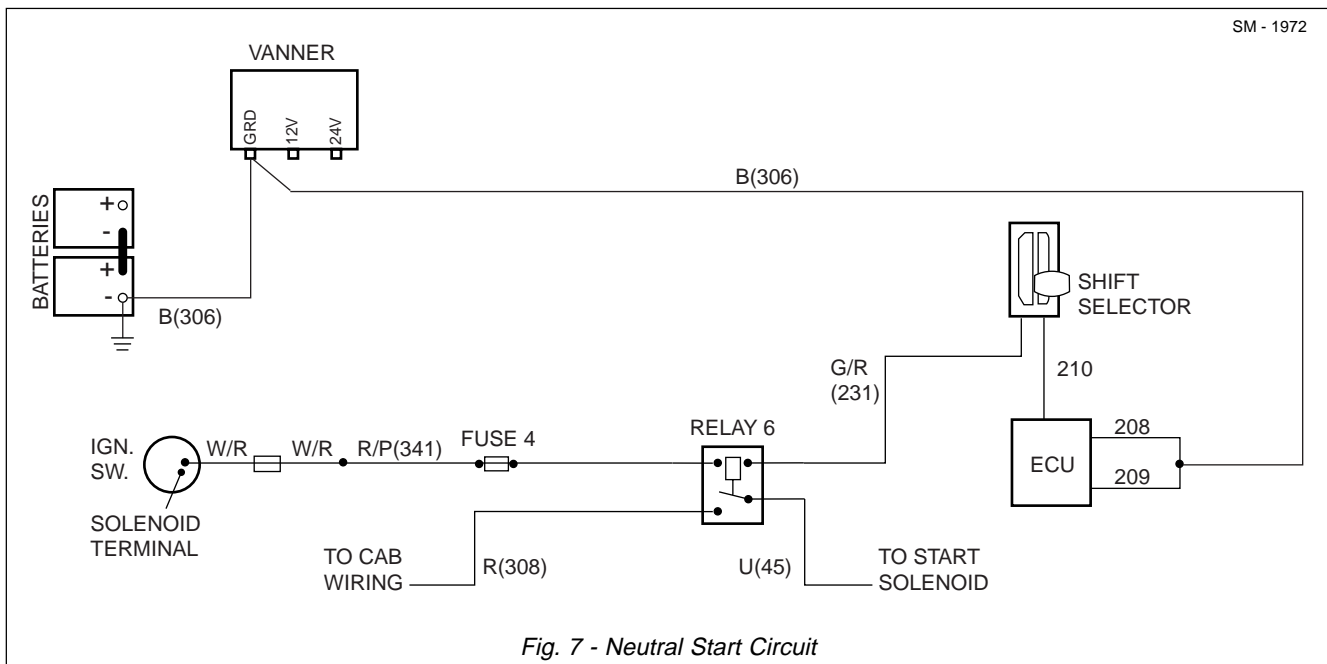 SM - 1972
VANNER
GRD
12V
24V
B(306)
BATTERIES
+
-
+
-
B(306)
SHIFT
SELECTOR
G/R
(231)
210
IGN.
SW.
W/R
W/R
R/P(341)
FUSE 4
RELAY 6
ECU
208
209
SOLENOID
TERMINAL
TO CAB
WIRING
R(308)
U(45)
TO START
SOLENOID
Fig. 7 - Neutral Start Circuit